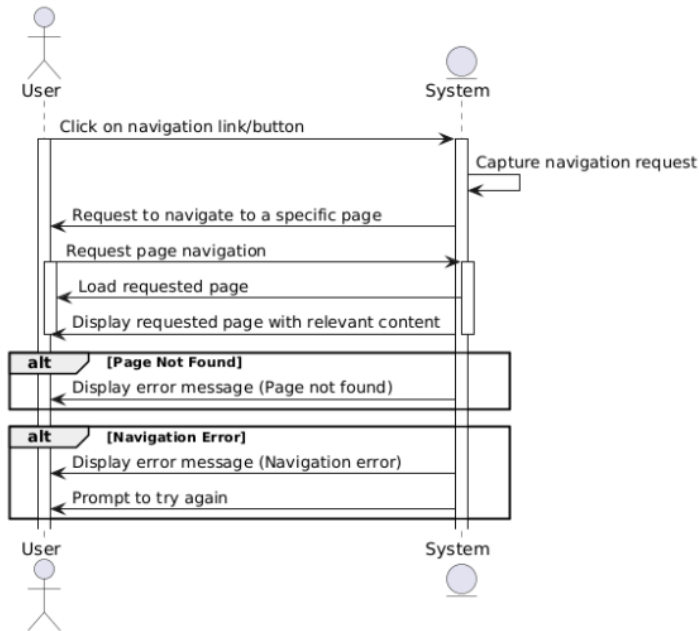 User
System
Click on navigation link/button
Capture navigation request
Request to navigate to a specific page
Request page navigation
Load requested page
Display requested page with relevant content
alt [Page Not Found]
Display error message (Page not found)
alt [Navigation Error]
Display error message (Navigation error)
Prompt to try again
User
System